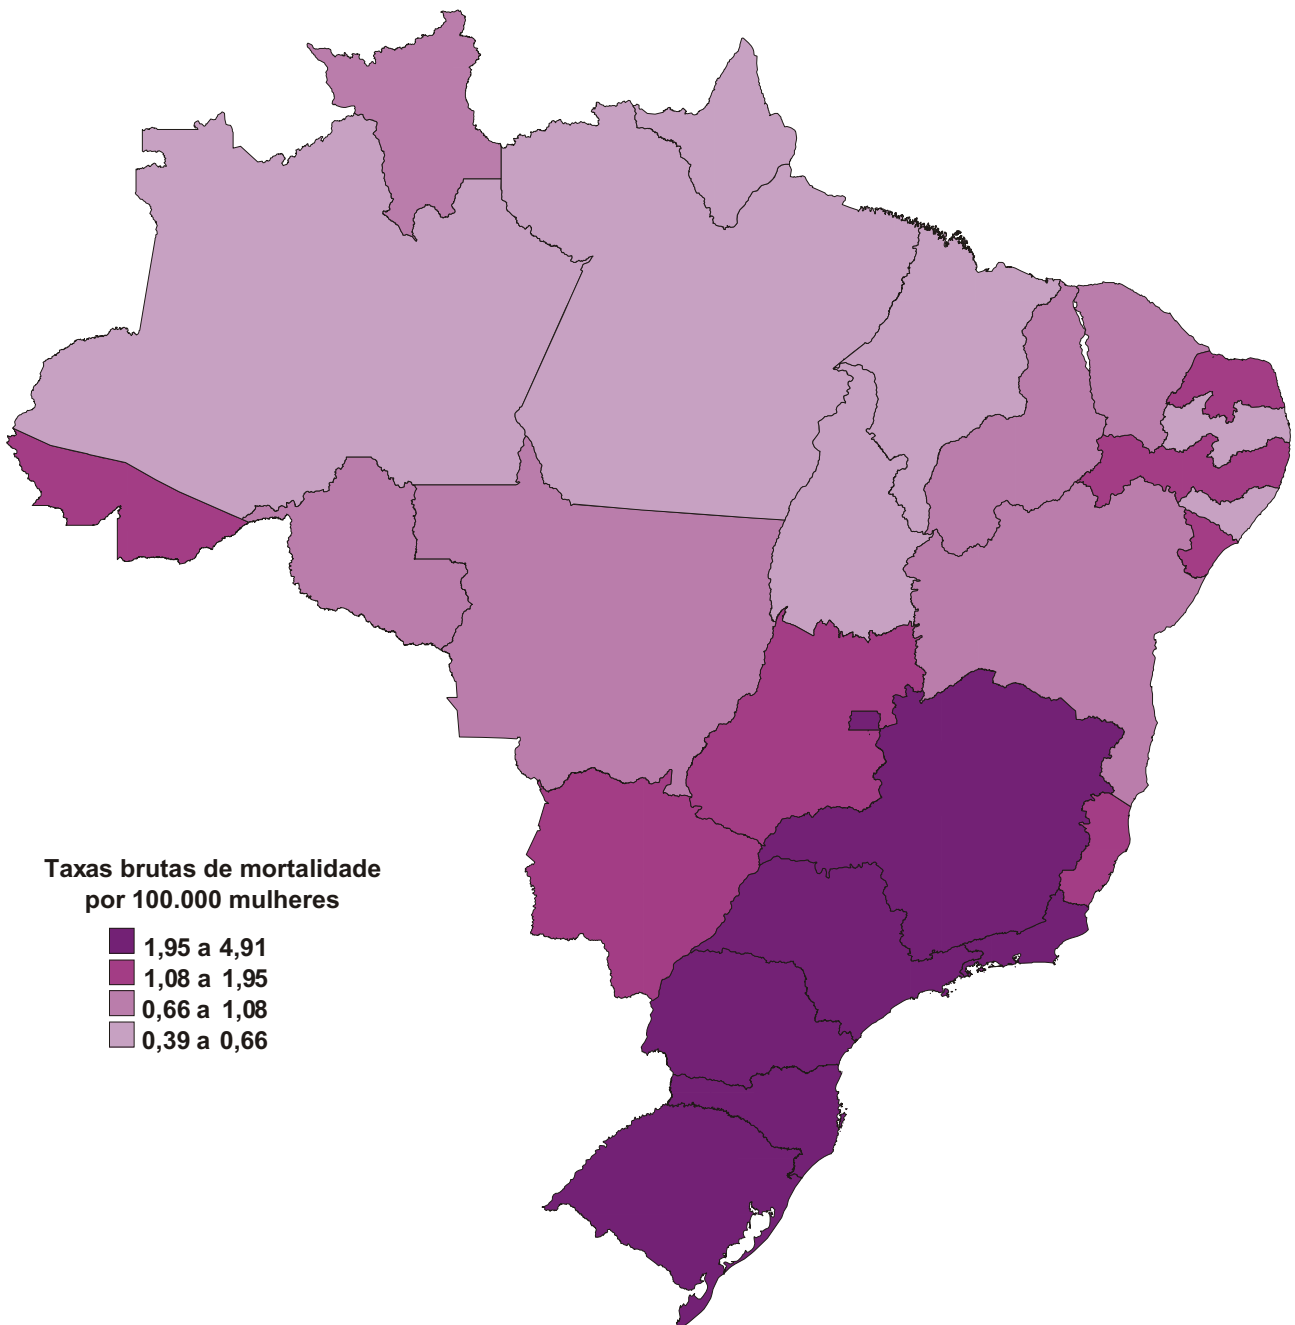 Taxas brutas de mortalidade
por 100.000 mulheres
1,95 a 4,91
1,08 a 1,95
0,66 a 1,08
0,39 a 0,66